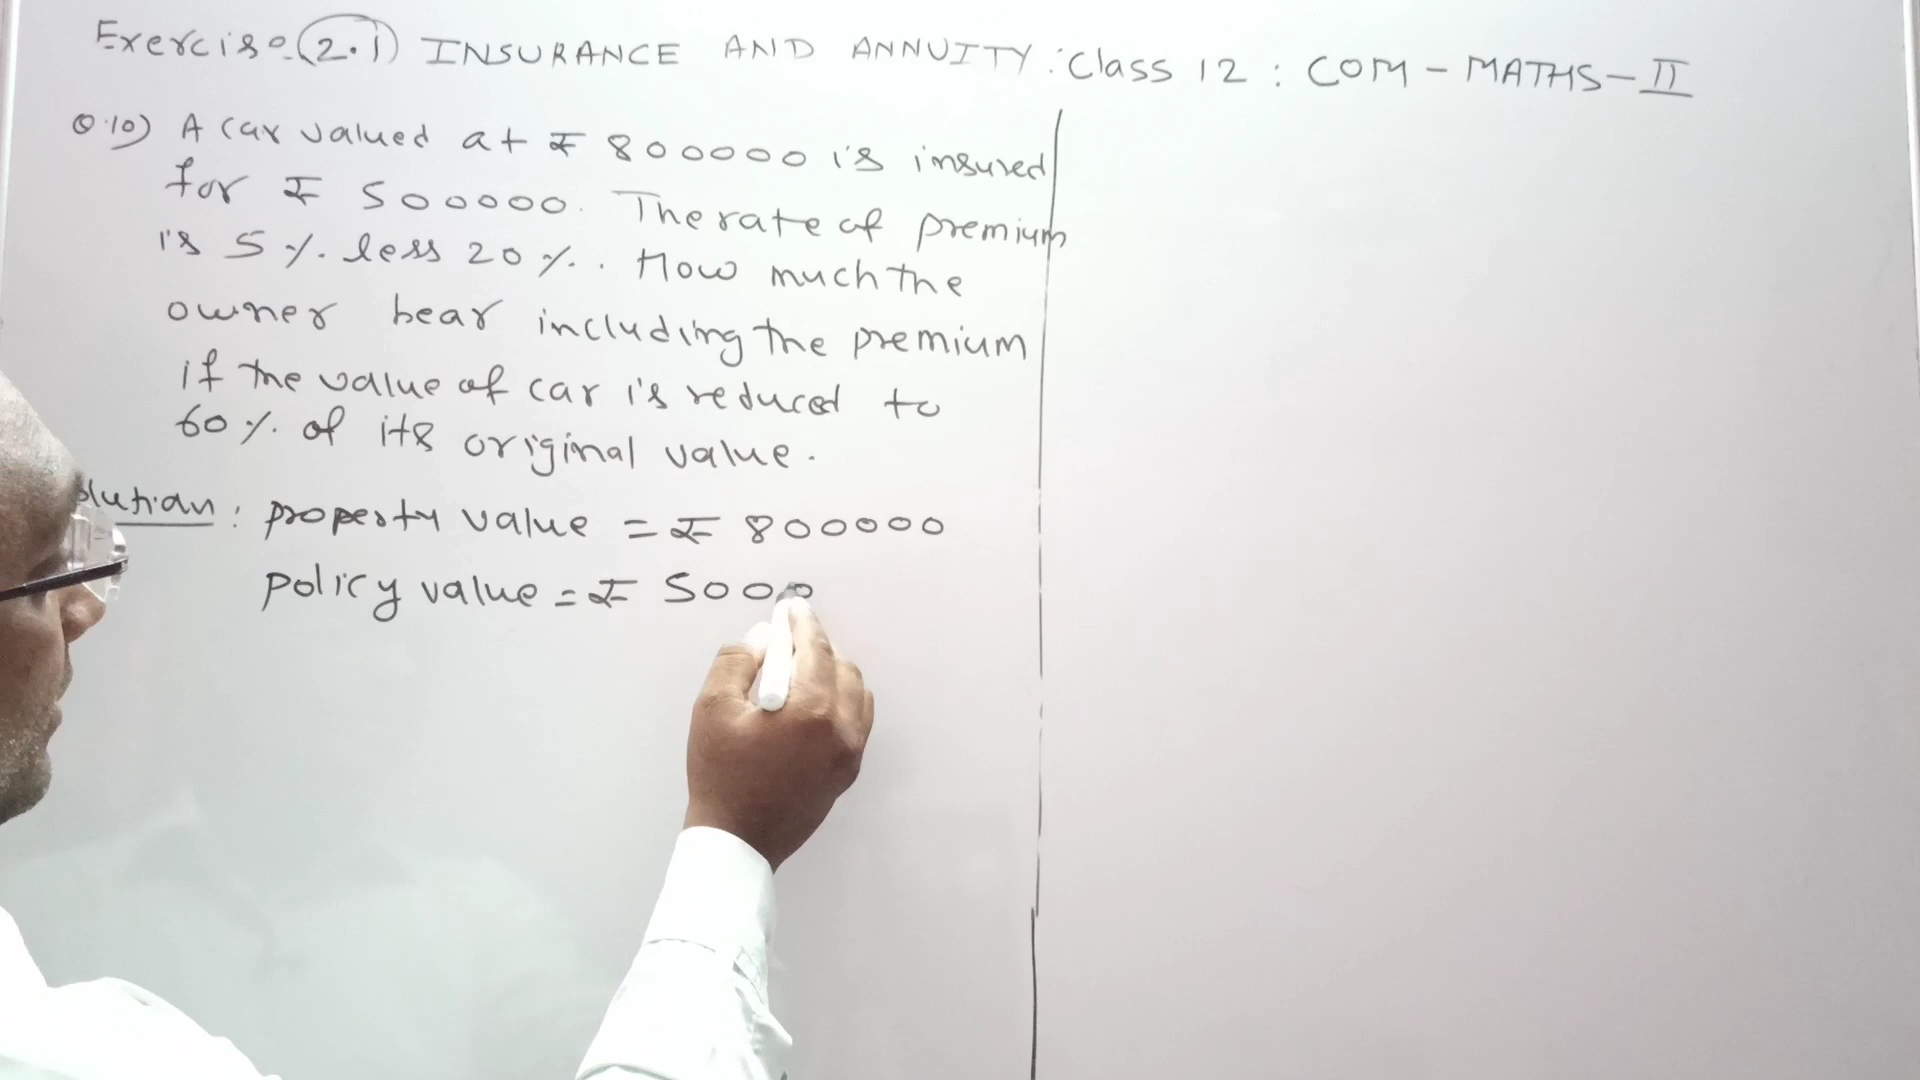 Exercise-(2.1) INSURANCE AND ANNUITY: Class 12 : COM - MATHS - II
Q.10) A car valued at ₹ 800000 is insured
for ₹ 500000. The rate of premium
is 5 %. less 20 %. How much the
owner bear including the premium
if the value of car is reduced to
60 %. of its original value.
olution : property value = ₹ 800000
policy value = ₹ 5000